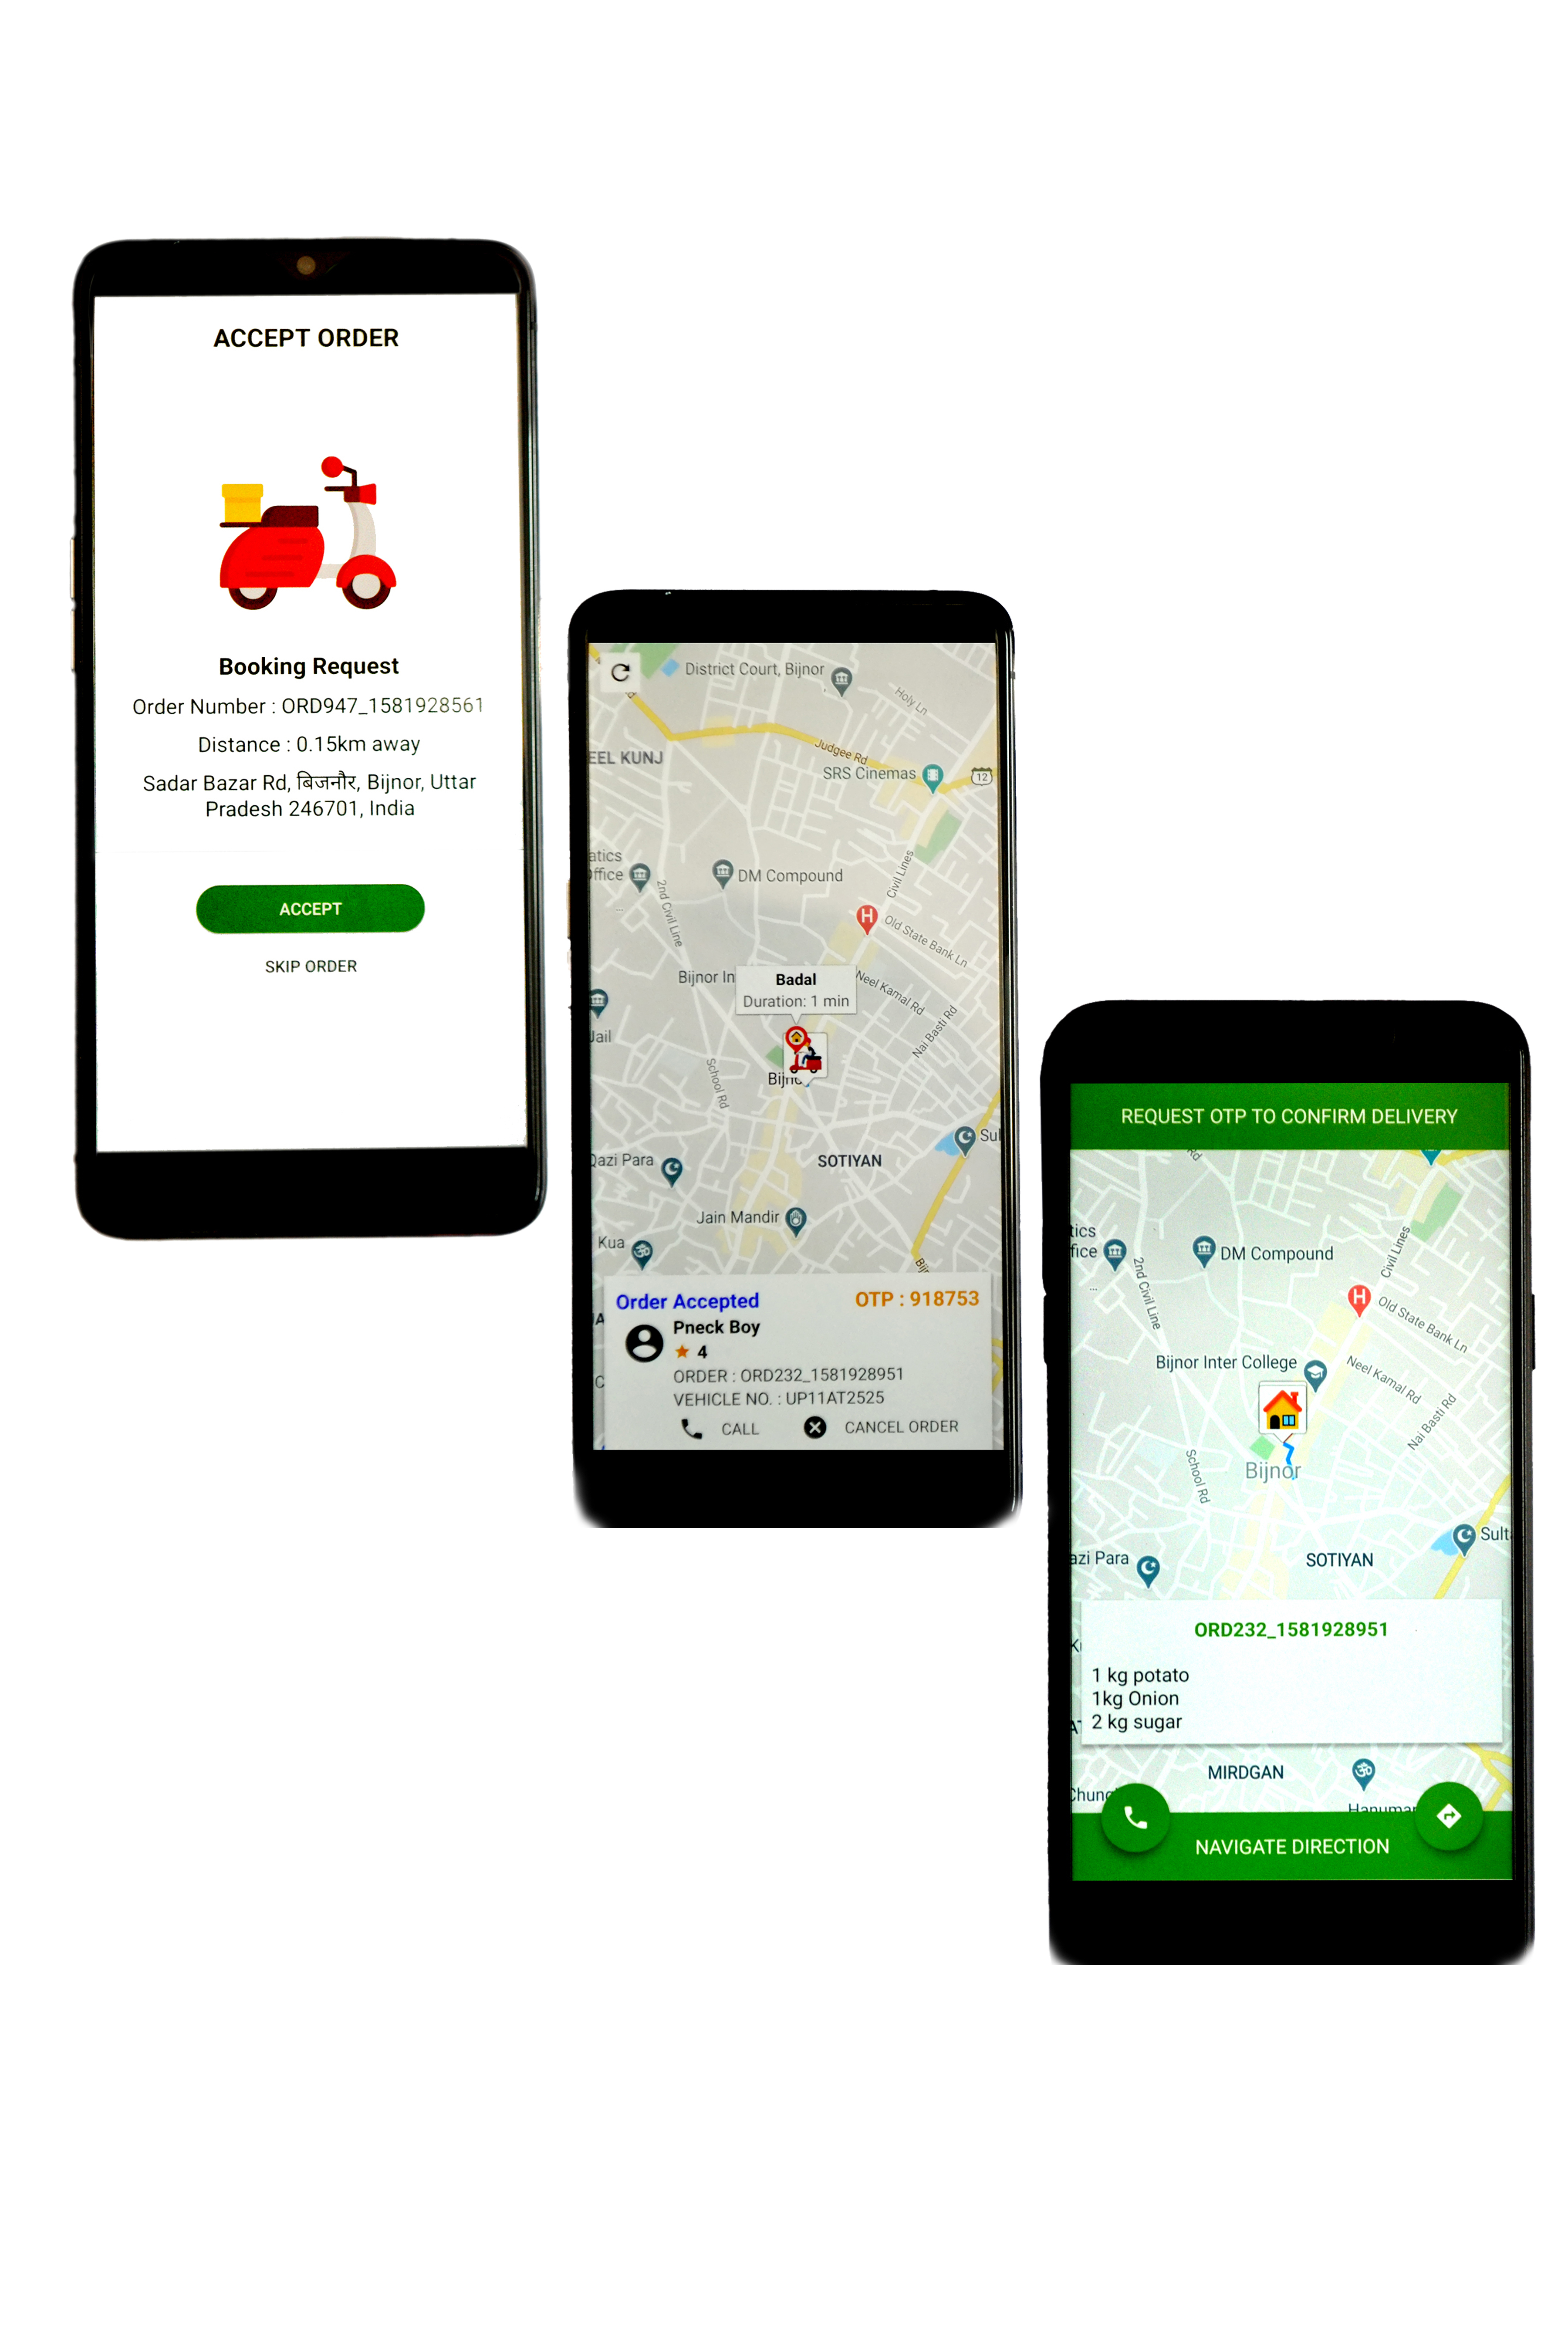 ACCEPT ORDER
Booking Request
Order Number : ORD947_1581928561
Distance : 0.15km away
Sadar Bazar Rd, बिजनौर, Bijnor, Uttar
Pradesh 246701, India
ACCEPT
SKIP ORDER
District Court, Bijnor
Holy Ln
Judgee Rd
EEL KUNJ
SRS Cinemas
12
atics
Office
DM Compound
2nd Civil Line
Civil Lines
H
Old State Bank Ln
Bijnor In
Badal
Duration: 1 min
Neel Kamal Rd
Nai Basti Rd
Jail
School Rd
Sul
Qazi Para
SOTIYAN
Jain Mandir
Kua
Order Accepted
OTP : 918753
Pneck Boy
4
ORDER : ORD232_1581928951
VEHICLE NO. : UP11AT2525
CALL
CANCEL ORDER
REQUEST OTP TO CONFIRM DELIVERY
Rd
tics
fice
DM Compound
2nd Civil Line
Civil Lines
H
Old State Bank Ln
Bijnor Inter College
Neel Kamal Rd
Nai Basti Rd
Bijnor
School Rd
Sult
azi Para
SOTIYAN
ORD232_1581928951
1 kg potato
1kg Onion
2 kg sugar
MIRDGAN
Chung
Hanuman
NAVIGATE DIRECTION